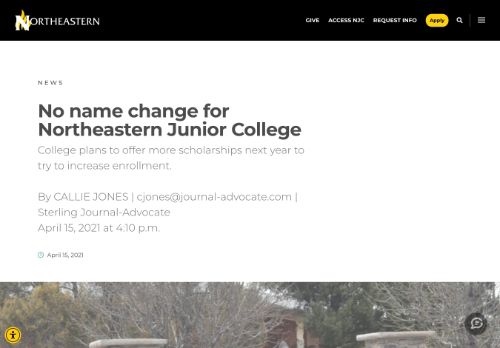 NORTHEASTERN
GIVE ACCESS NJC REQUEST INFO Apply
NEWS
No name change for
Northeastern Junior College
College plans to offer more scholarships next year to
try to increase enrollment.
By CALLIE JONES | cjones@journal-advocate.com |
Sterling Journal-Advocate
April 15, 2021 at 4:10 p.m.
April 15, 2021